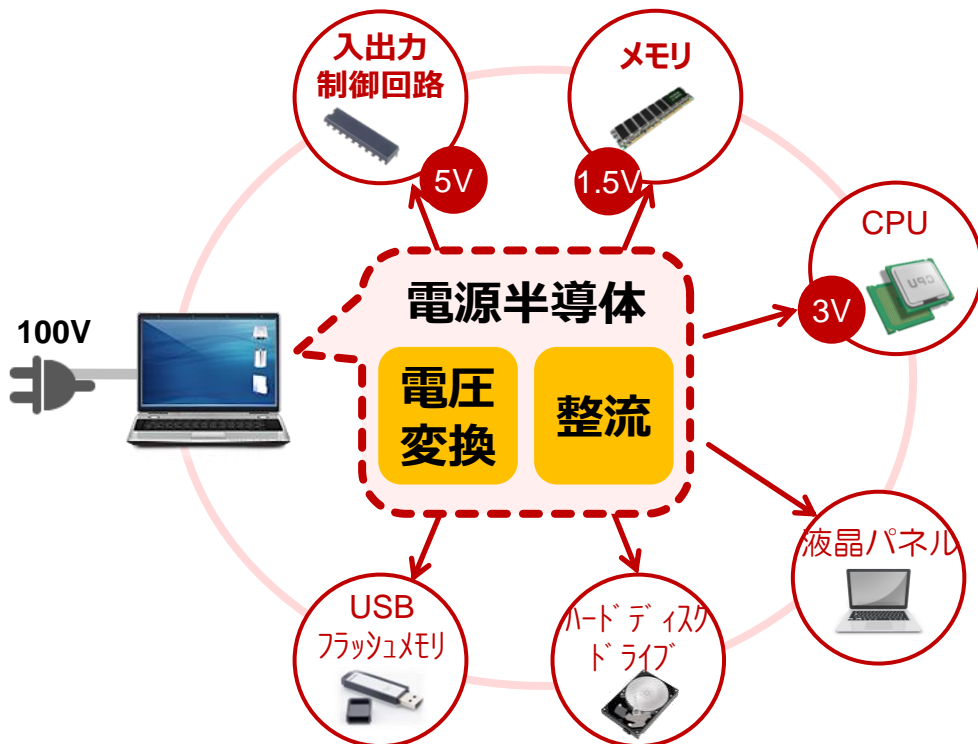 入出力
制御回路
5V
メモリ
1.5V
CPU
3V
100V
電源半導体
電圧
変換
整流
液晶パネル
USB
フラッシュメモリ
ハードディスク
ドライブ
CPU